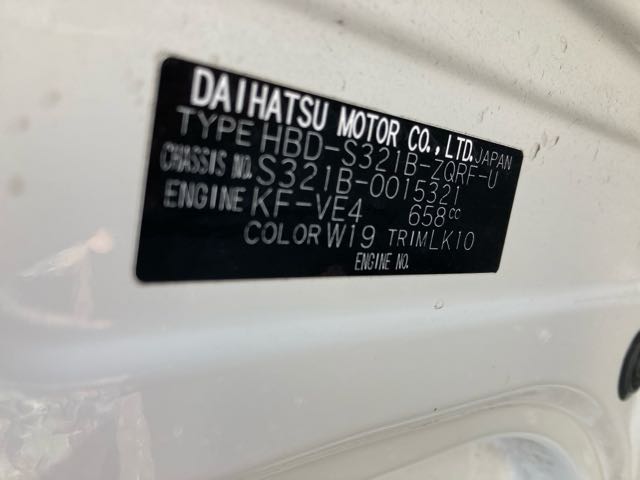 DAIHATSU MOTOR CO.,LTD. JAPAN
TYPE HBD-S321B-ZQRF-U
CHASSIS NO. S321B-0015321
ENGINE KF-VE4 658cc
COLOR W19 TRIM LK10
ENGINE NO.